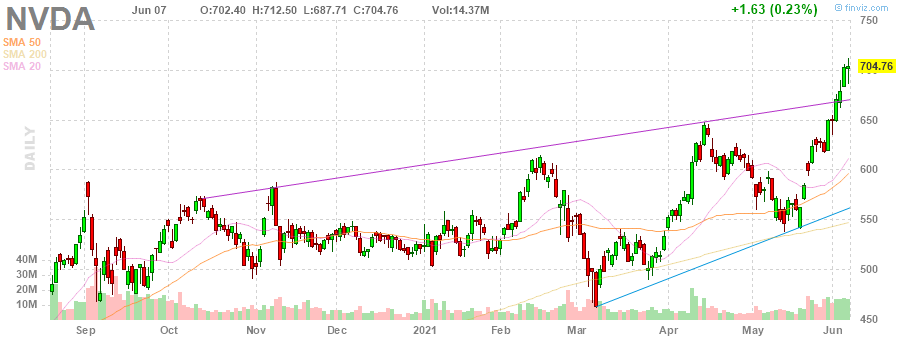 NVDA Jun 07 O:702.40 H:712.50 L:687.71 C:704.76 Vol:14.37M +1.63 (0.23%) finviz.com
SMA 50
SMA 200
SMA 20
750
704.76
700
650
600
550
500
450
DAILY
40M
30M
20M
10M
Sep Oct Nov Dec 2021 Feb Mar Apr May Jun